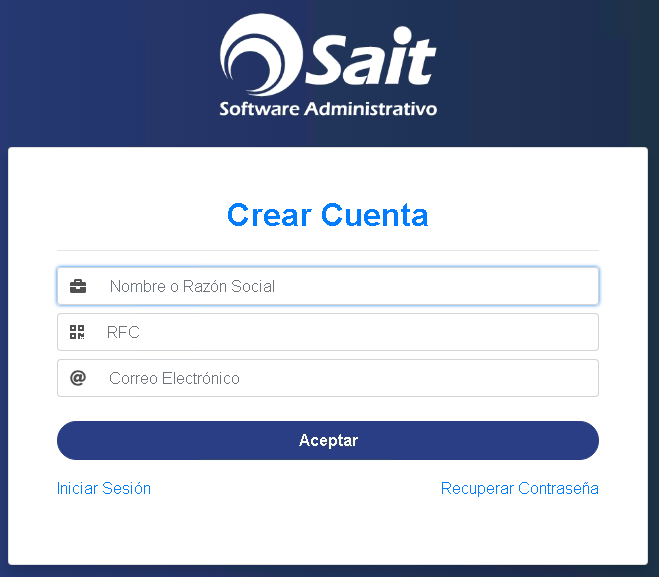 Sait
Software Administrativo
Crear Cuenta
Nombre o Razón Social
RFC
@ Correo Electrónico
Aceptar
Iniciar Sesión
Recuperar Contraseña